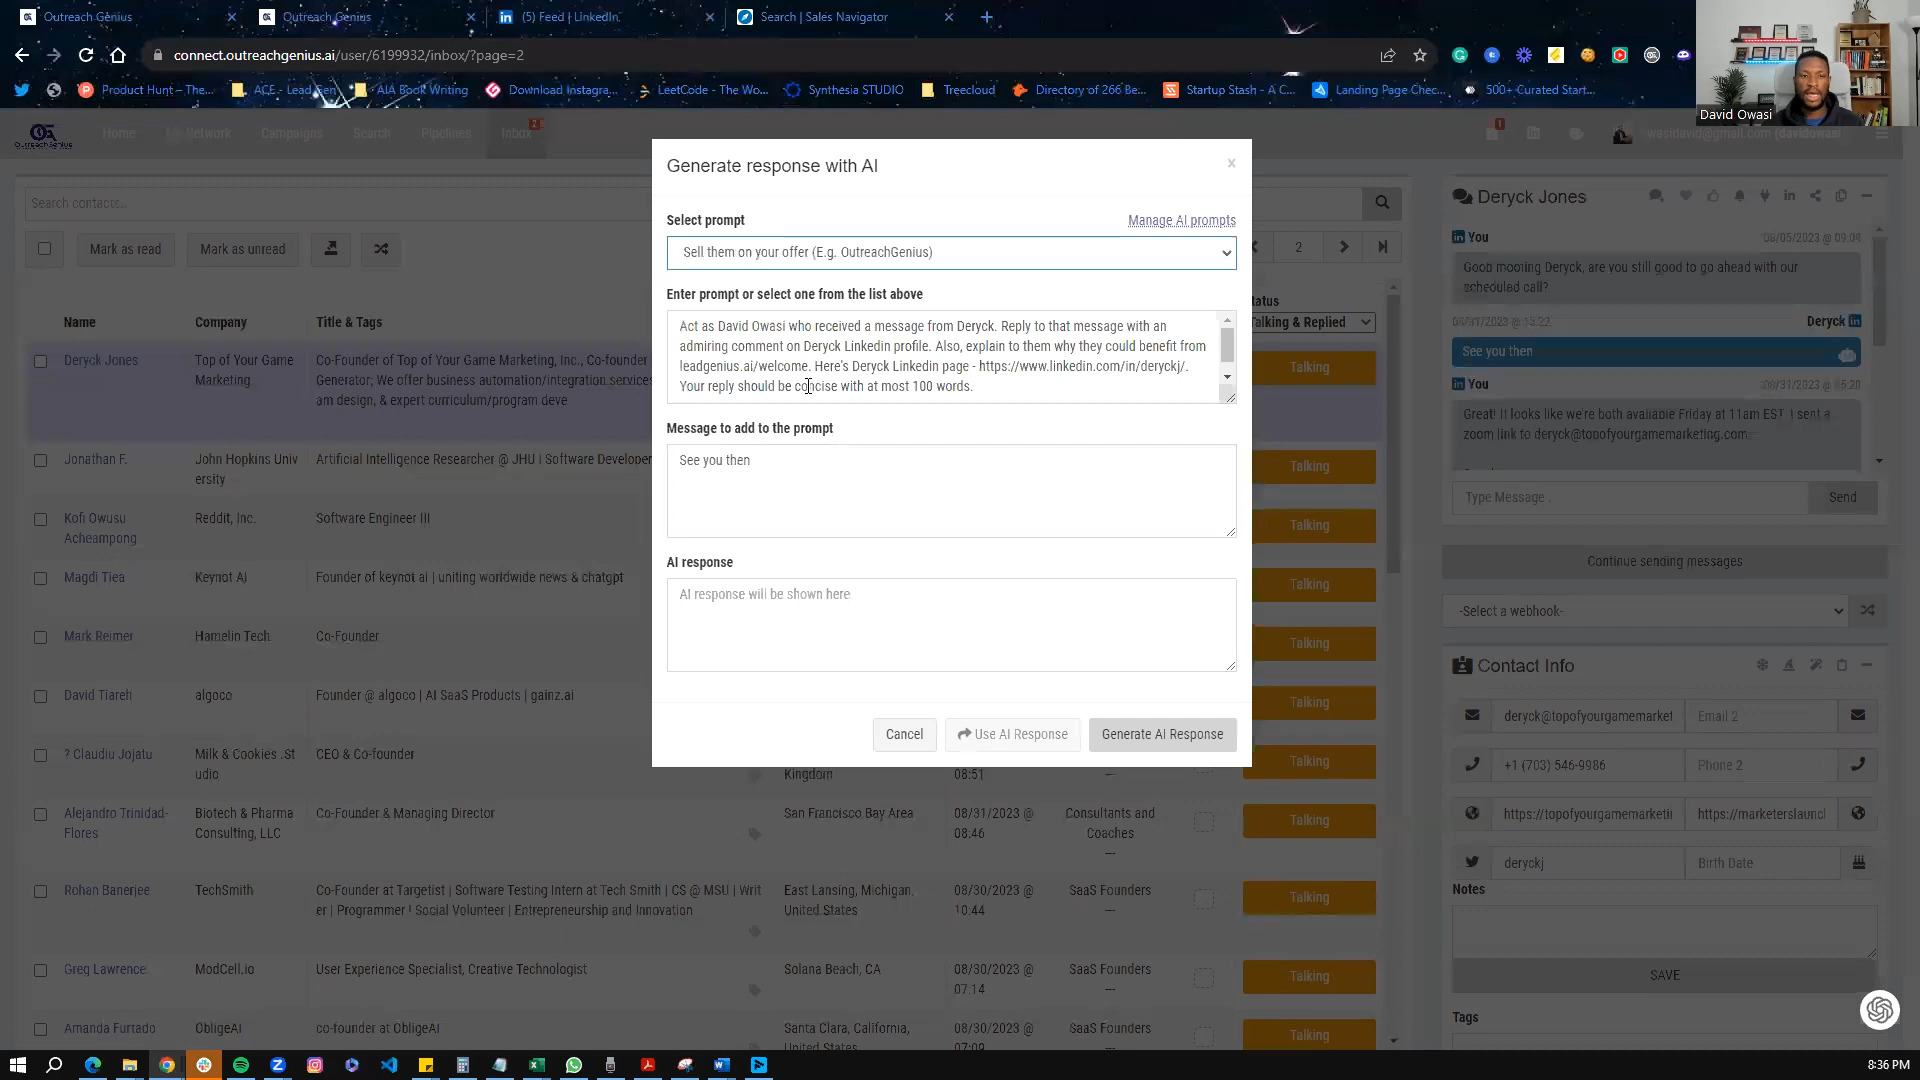 Outreach Genius
Outreach Genius
(5) Feed | LinkedIn
Search | Sales Navigator
connect.outreachgenius.ai/user/6199932/inbox/?page=2
Product Hunt – The...
ACE - Lead Gen
AIA Book Writing
Download Instagra...
LeetCode - The Wo...
Synthesia STUDIO
Treecloud
Directory of 266 Be...
Startup Stash - A C...
Landing Page Chec...
500+ Curated Start...
David Owasi
Home
Network
Campaigns
Search
Pipelines
Inbox
2
1
Search contacts...
Mark as read
Mark as unread
2
Name
Company
Title & Tags
Status
Talking & Replied
Deryck Jones
Top of Your Game
Marketing
Co-Founder of Top of Your Game Marketing, Inc., Co-founder
Generator; We offer business automation/integration services
am design, & expert curriculum/program deve
Talking
Jonathan F.
John Hopkins Univ
ersity
Artificial Intelligence Researcher @ JHU | Software Developer
Talking
Kofi Owusu
Acheampong
Reddit, Inc.
Software Engineer III
Talking
Magdi Tiea
Keynot AI
Founder of keynot ai | uniting worldwide news & chatgpt
Talking
Mark Reimer
Hamelin Tech
Co-Founder
Talking
David Tiareh
algoco
Founder @ algoco | AI SaaS Products | gainz.ai
Talking
? Claudiu Jojatu
Milk & Cookies .St
udio
CEO & Co-founder
Kingdom
08:51
Talking
Alejandro Trinidad-
Flores
Biotech & Pharma
Consulting, LLC
Co-Founder & Managing Director
San Francisco Bay Area
08/31/2023 @
08:46
Consultants and
Coaches
---
Talking
Rohan Banerjee
TechSmith
Co-Founder at Targetist | Software Testing Intern at Tech Smith | CS @ MSU | Writ
er | Programmer | Social Volunteer | Entrepreneurship and Innovation
East Lansing, Michigan,
United States
08/30/2023 @
10:44
SaaS Founders
---
Talking
Greg Lawrence
ModCell.io
User Experience Specialist, Creative Technologist
Solana Beach, CA
08/30/2023 @
07:14
SaaS Founders
---
Talking
Amanda Furtado
ObligeAI
co-founder at ObligeAI
Santa Clara, California,
United States
08/30/2023 @
07:09
SaaS Founders
---
Talking
Generate response with AI
×
Select prompt
Manage AI prompts
Sell them on your offer (E.g. OutreachGenius)
Enter prompt or select one from the list above
Act as David Owasi who received a message from Deryck. Reply to that message with an
admiring comment on Deryck Linkedin profile. Also, explain to them why they could benefit from
leadgenius.ai/welcome. Here's Deryck Linkedin page - https://www.linkedin.com/in/deryckj/.
Your reply should be concise with at most 100 words.
Message to add to the prompt
See you then
AI response
AI response will be shown here
Cancel
Use AI Response
Generate AI Response
Deryck Jones
You
08/05/2023 @ 09:04
Good morning Deryck, are you still good to go ahead with our
scheduled call?
Deryck
See you then
You
Great! It looks like we're both available Friday at 11am EST. I sent a
zoom link to deryck@topofyourgamemarketing.com
Type Message .
Send
Continue sending messages
-Select a webhook-
Contact Info
deryck@topofyourgamemarket
Email 2
+1 (703) 546-9986
Phone 2
https://topofyourgamemarketi
https://marketerslaunc
deryckj
Birth Date
Notes
SAVE
Tags
8:36 PM